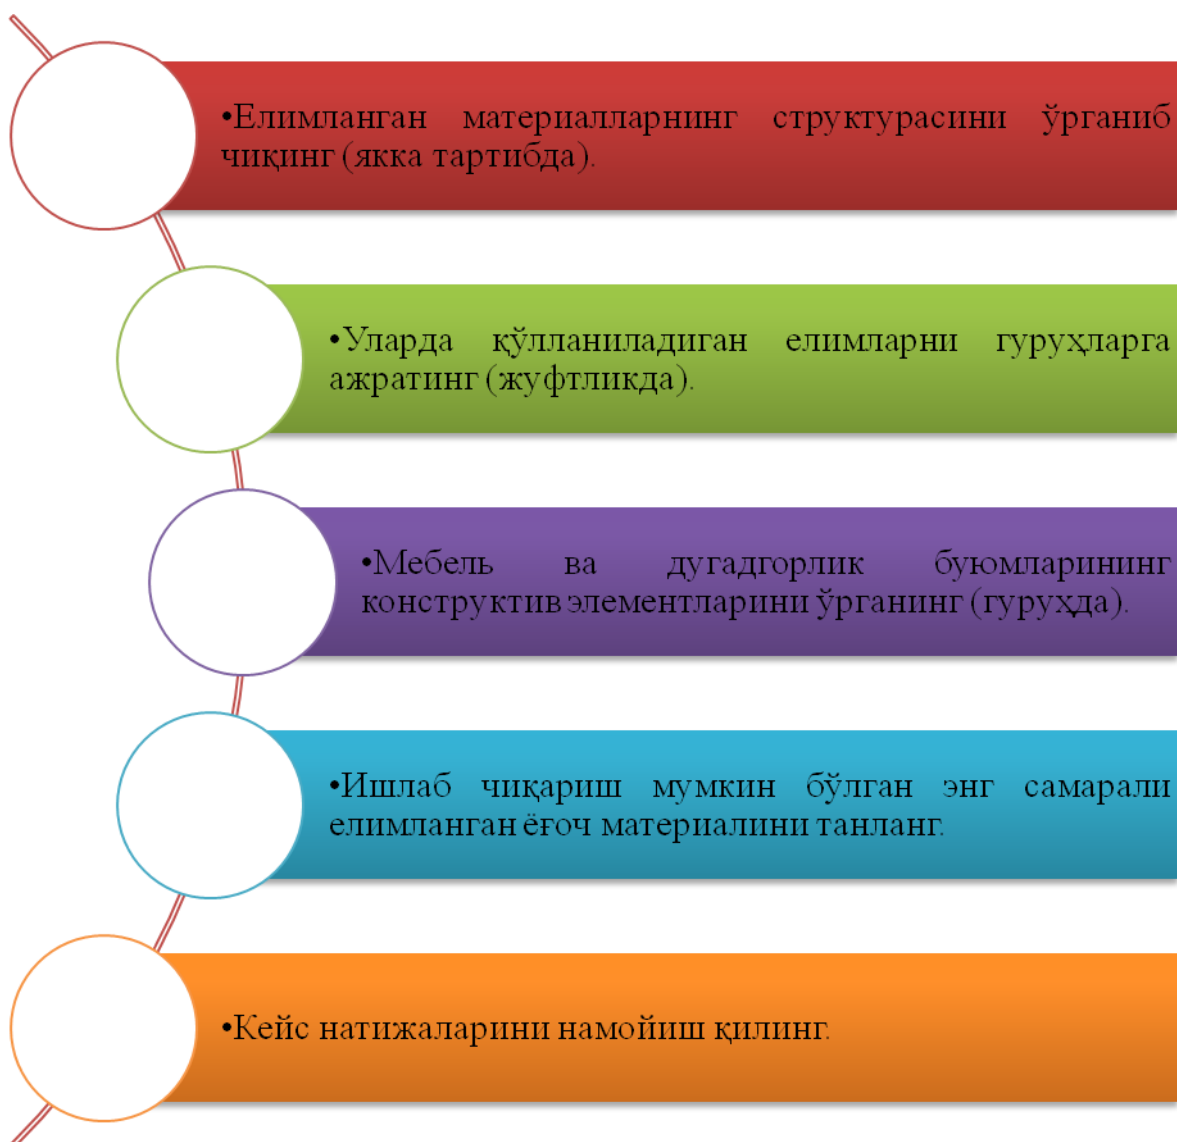 •Елимланган материалларнинг структурасини ўрганиб
чиқинг (якка тартибда).
•Уларда қўлланиладиган елимларни гуруҳларга
ажратинг (жуфтликда).
•Мебель ва дугадгорлик буюмларининг
конструктив элементларини ўрганинг (гуруҳда).
•Ишлаб чиқариш мумкин бўлган энг самарали
елимланган ёғоч материалини танланг.
•Кейс натижаларини намойиш қилинг.